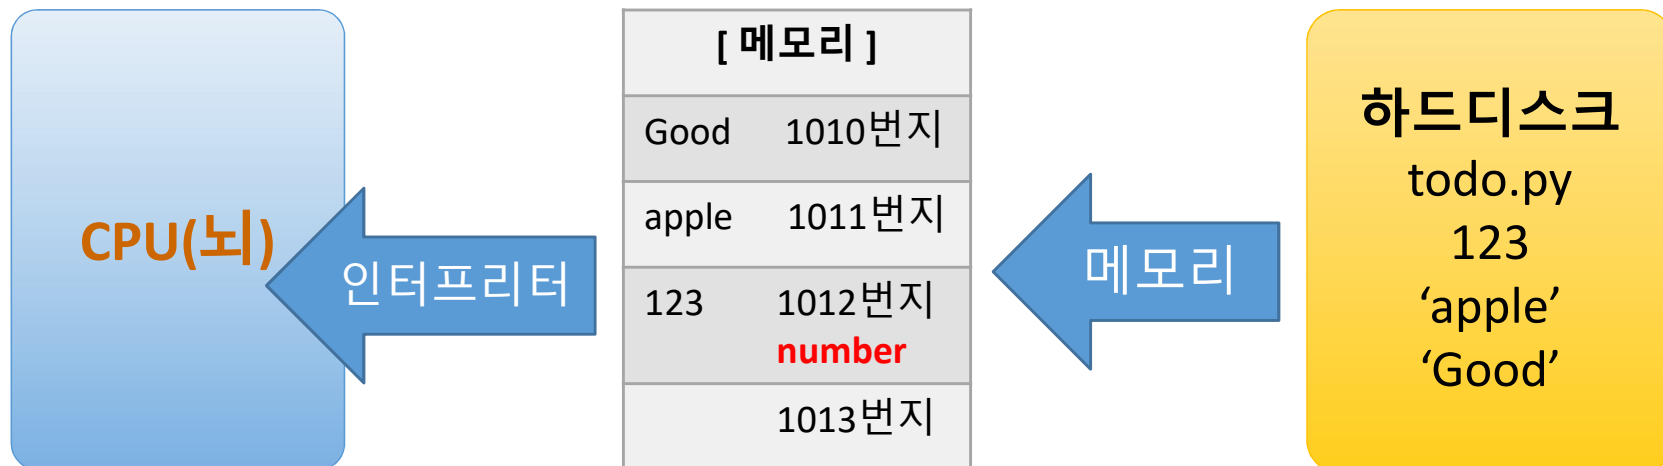 CPU(뇌)
인터프리터
[ 메모리 ]
Good 1010번지
apple 1011번지
123 1012번지
number
1013번지
메모리
하드디스크
todo.py
123
‘apple’
‘Good’